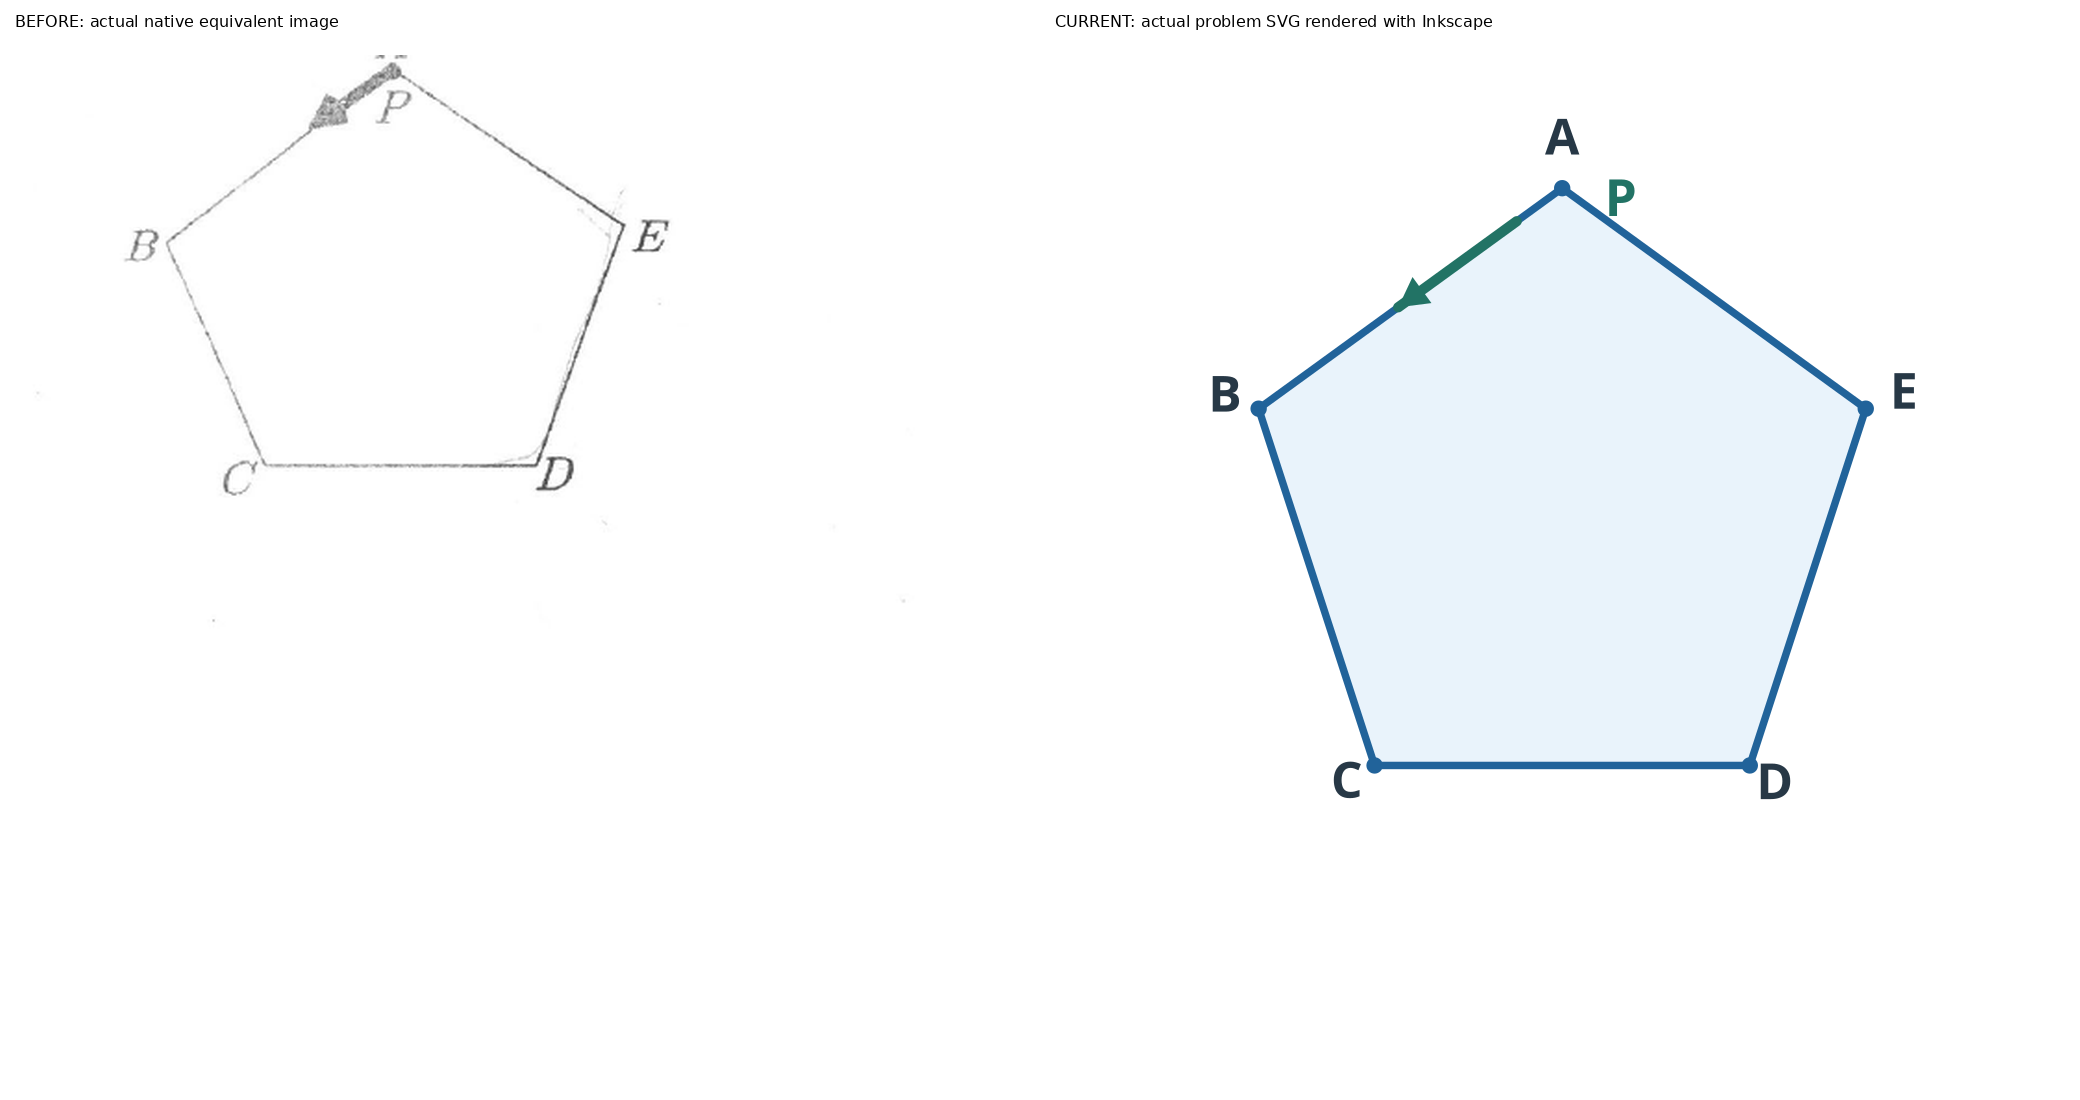 BEFORE: actual native equivalent image
CURRENT: actual problem SVG rendered with Inkscape
P
B
E
C
D
A
P
B
E
C
D